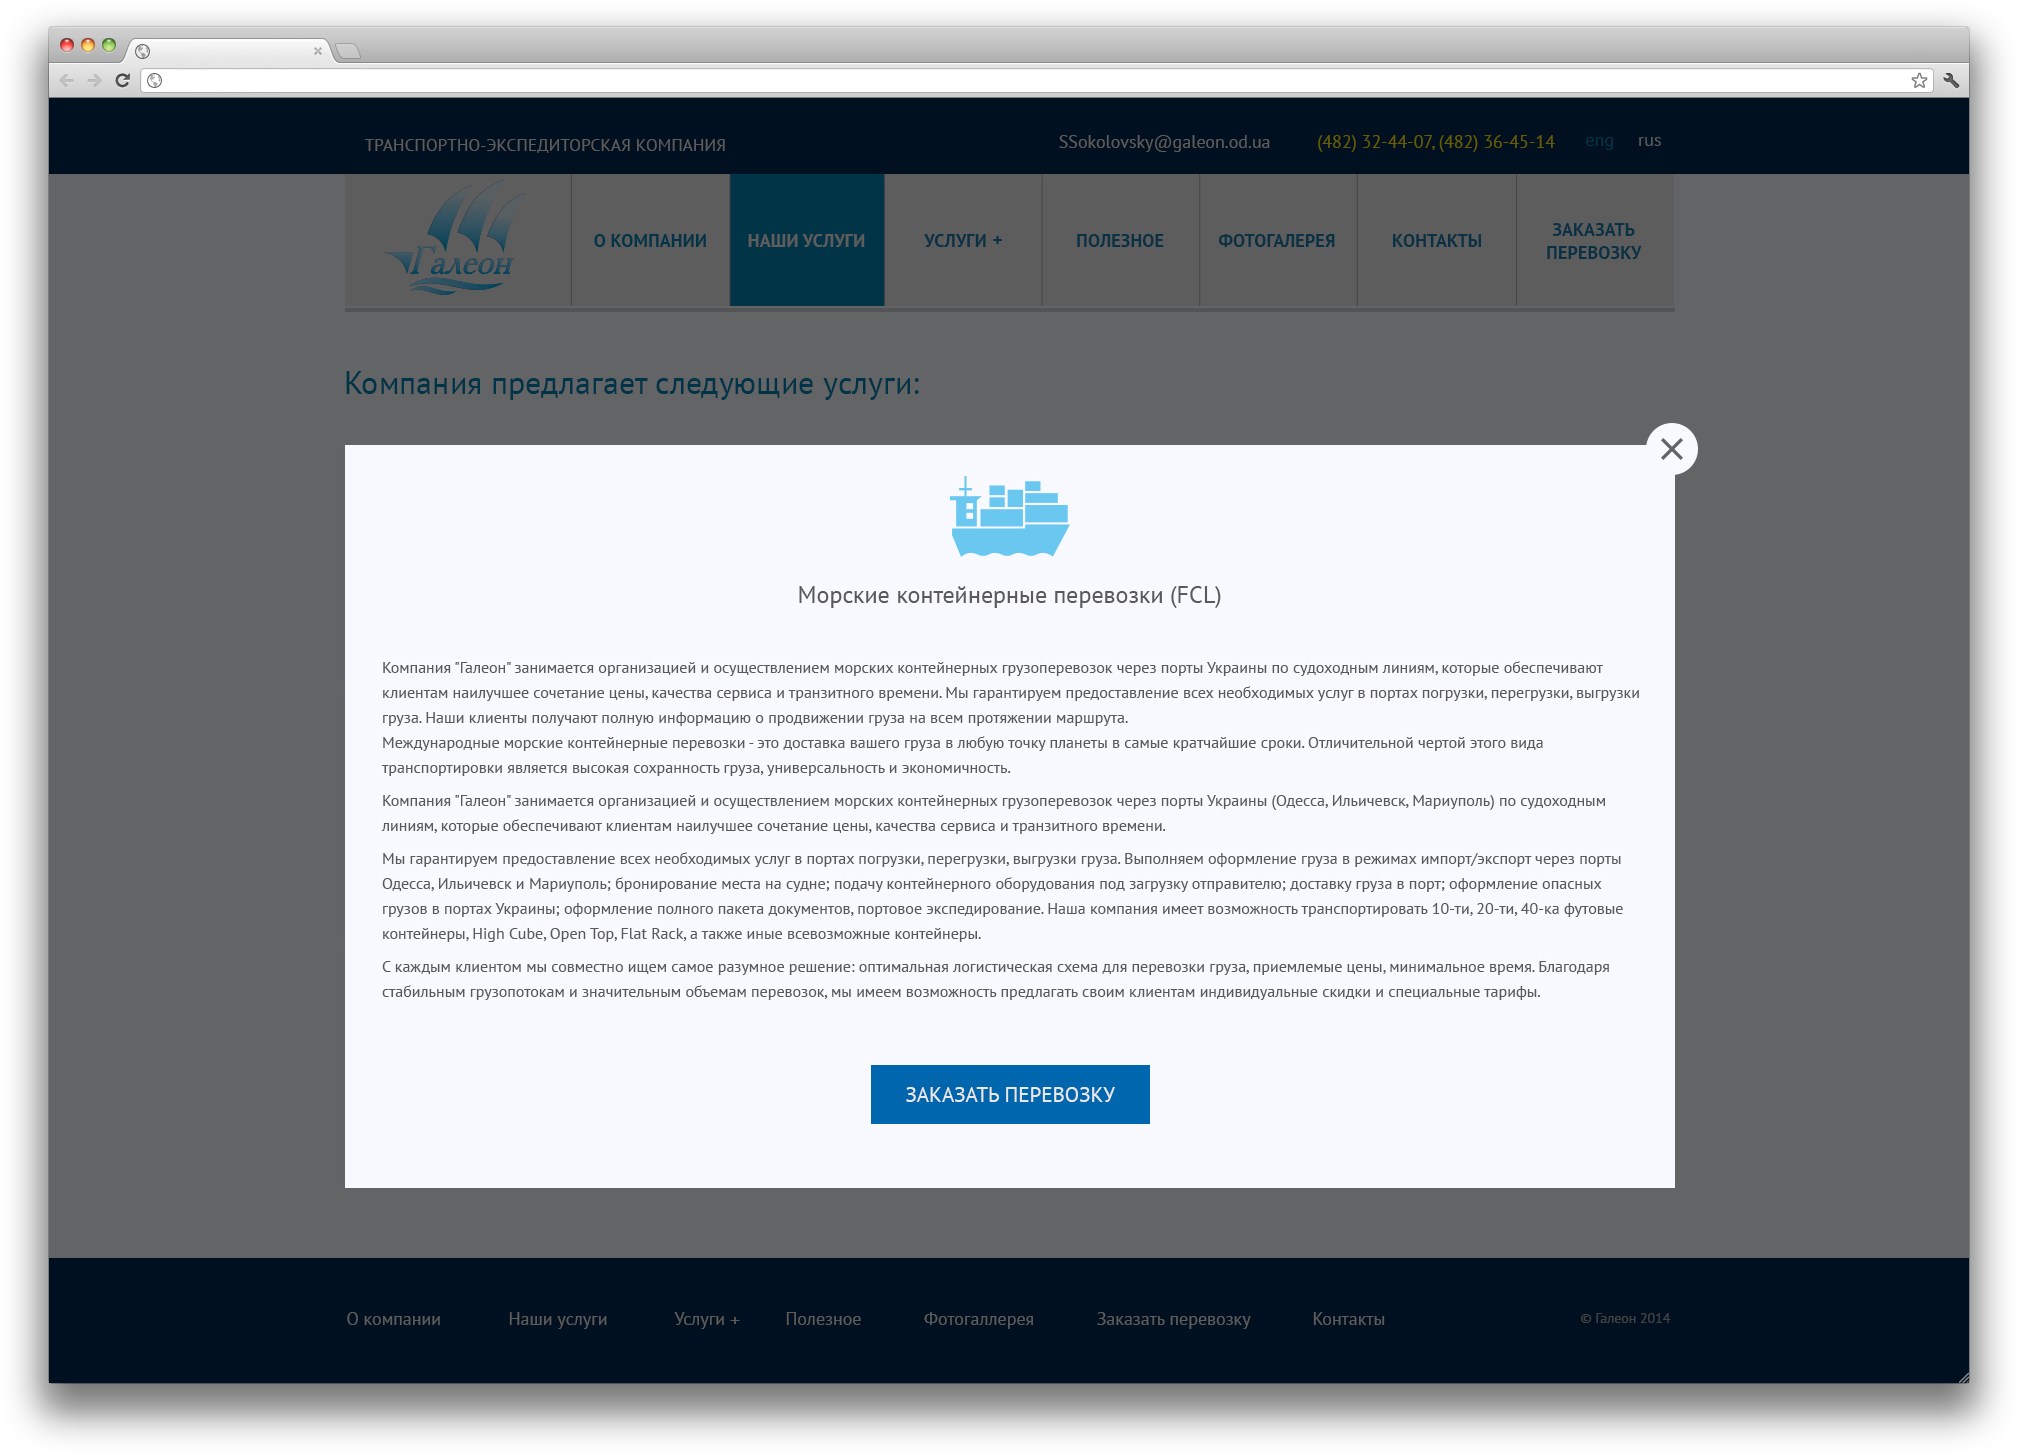 ТРАНСПОРТНО-ЭКСПЕДИТОРСКАЯ КОМПАНИЯ
SSokolovsky@galeon.od.ua
(482) 32-44-07, (482) 36-45-14
eng
rus
Галеон
О КОМПАНИИ
НАШИ УСЛУГИ
УСЛУГИ +
ПОЛЕЗНОЕ
ФОТОГАЛЕРЕЯ
КОНТАКТЫ
ЗАКАЗАТЬ
ПЕРЕВОЗКУ
Компания предлагает следующие услуги:
Морские контейнерные перевозки (FCL)
Компания "Галеон" занимается организацией и осуществлением морских контейнерных грузоперевозок через порты Украины по судоходным линиям, которые обеспечивают
клиентам наилучшее сочетание цены, качества сервиса и транзитного времени. Мы гарантируем предоставление всех необходимых услуг в портах погрузки, перегрузки, выгрузки
груза. Наши клиенты получают полную информацию о продвижении груза на всем протяжении маршрута.
Международные морские контейнерные перевозки - это доставка вашего груза в любую точку планеты в самые кратчайшие сроки. Отличительной чертой этого вида
транспортировки является высокая сохранность груза, универсальность и экономичность.
Компания "Галеон" занимается организацией и осуществлением морских контейнерных грузоперевозок через порты Украины (Одесса, Ильичевск, Мариуполь) по судоходным
линиям, которые обеспечивают клиентам наилучшее сочетание цены, качества сервиса и транзитного времени.
Мы гарантируем предоставление всех необходимых услуг в портах погрузки, перегрузки, выгрузки груза. Выполняем оформление груза в режимах импорт/экспорт через порты
Одесса, Ильичевск и Мариуполь; бронирование места на судне; подачу контейнерного оборудования под загрузку отправителю; доставку груза в порт; оформление опасных
грузов в портах Украины; оформление полного пакета документов, портовое экспедирование. Наша компания имеет возможность транспортировать 10-ти, 20-ти, 40-ка футовые
контейнеры, High Cube, Open Top, Flat Rack, а также иные всевозможные контейнеры.
С каждым клиентом мы совместно ищем самое разумное решение: оптимальная логистическая схема для перевозки груза, приемлемые цены, минимальное время. Благодаря
стабильным грузопотокам и значительным объемам перевозок, мы имеем возможность предлагать своим клиентам индивидуальные скидки и специальные тарифы.
ЗАКАЗАТЬ ПЕРЕВОЗКУ
О компании
Наши услуги
Услуги +
Полезное
Фотогаллерея
Заказать перевозку
Контакты
© Галеон 2014